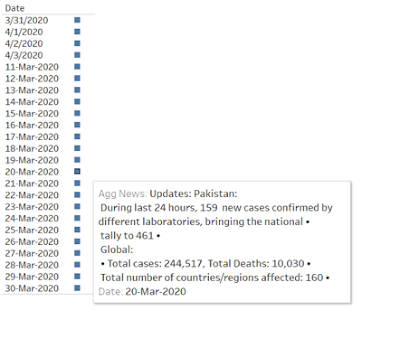 Date
3/31/2020
4/1/2020
4/2/2020
4/3/2020
11-Mar-2020
12-Mar-2020
13-Mar-2020
14-Mar-2020
15-Mar-2020
16-Mar-2020
17-Mar-2020
18-Mar-2020
19-Mar-2020
20-Mar-2020
21-Mar-2020
22-Mar-2020
23-Mar-2020
24-Mar-2020
25-Mar-2020
26-Mar-2020
27-Mar-2020
28-Mar-2020
29-Mar-2020
30-Mar-2020
Agg News: Updates: Pakistan:
During last 24 hours, 159 new cases confirmed by
different laboratories, bringing the national •
tally to 461 •
Global:
• Total cases: 244,517, Total Deaths: 10,030 •
Total number of countries/regions affected: 160 •
Date: 20-Mar-2020